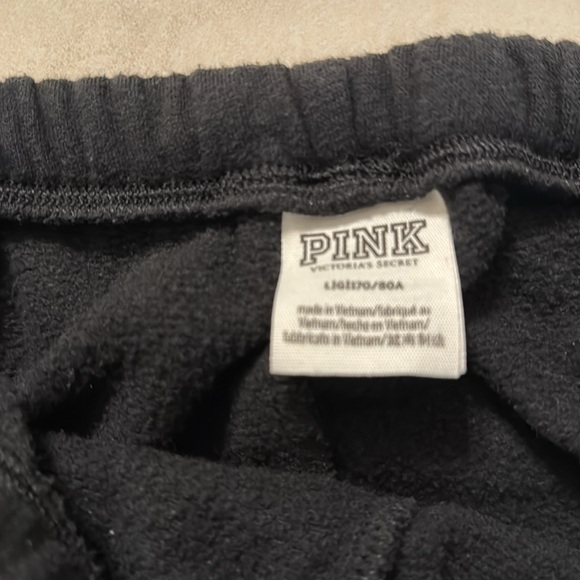 PINK
VICTORIA'S SECRET
L|G|170/80A
made in Vietnam/fabriqué au
Vietnam/hecho en Vietnam/
fabbricato in Vietnam/